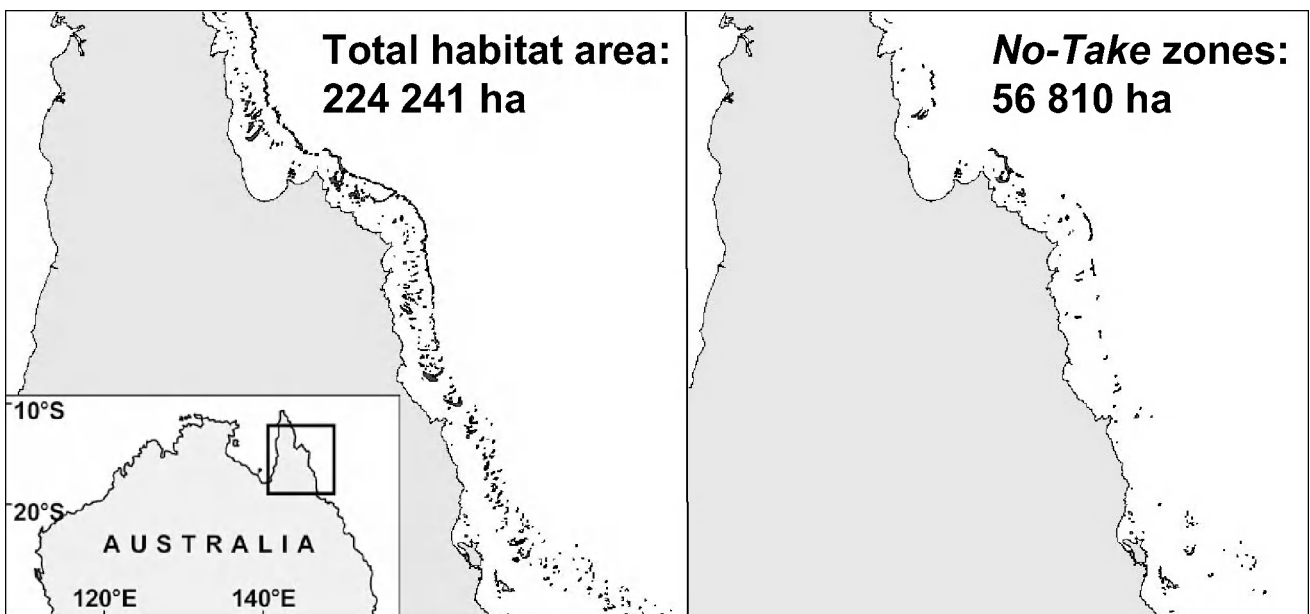 Total habitat area:
224 241 ha
No-Take zones:
56 810 ha
10°S
20°S
AUSTRALIA
120°E 140°E